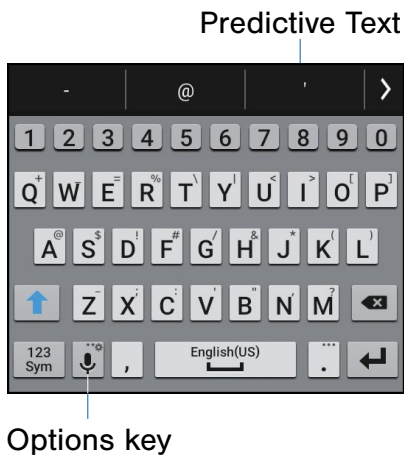 Predictive Text
- @ ' >
1 2 3 4 5 6 7 8 9 0
Q + W E = R % T \ Y | U < I > O [ P ]
A @ S $ D ! F # G / H & J * K ( L )
Z - X C : V B " N M ?
123 Sym , English(US) .
Options key